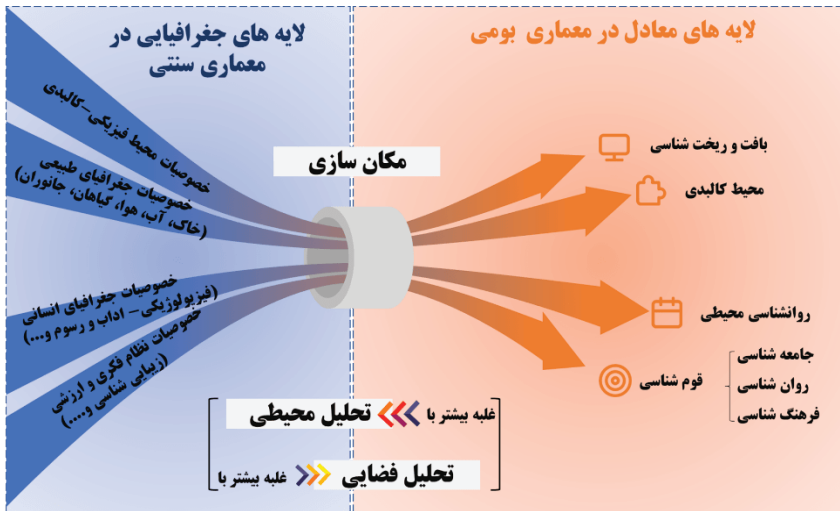 لایه های معادل در معماری بومی
لایه های جغرافیایی در
معماری سنتی
خصوصیات محیط فیزیکی-کالبدی
خصوصیات جغرافیای طبیعی
(خاک، آب، هوا، گیاهان، جانوران)
خصوصیات جغرافیای انسانی
(فیزیولوژیکی- اداب و رسوم و...)
خصوصیات نظام فکری و ارزشی
(زیبایی شناسی و....)
مکان سازی
بافت و ریخت شناسی
محیط کالبدی
روانشناسی محیطی
قوم شناسی
جامعه شناسی
روان شناسی
فرهنگ شناسی
غلبه بیشتر با تحلیل محیطی
تحلیل فضایی غلبه بیشتر با